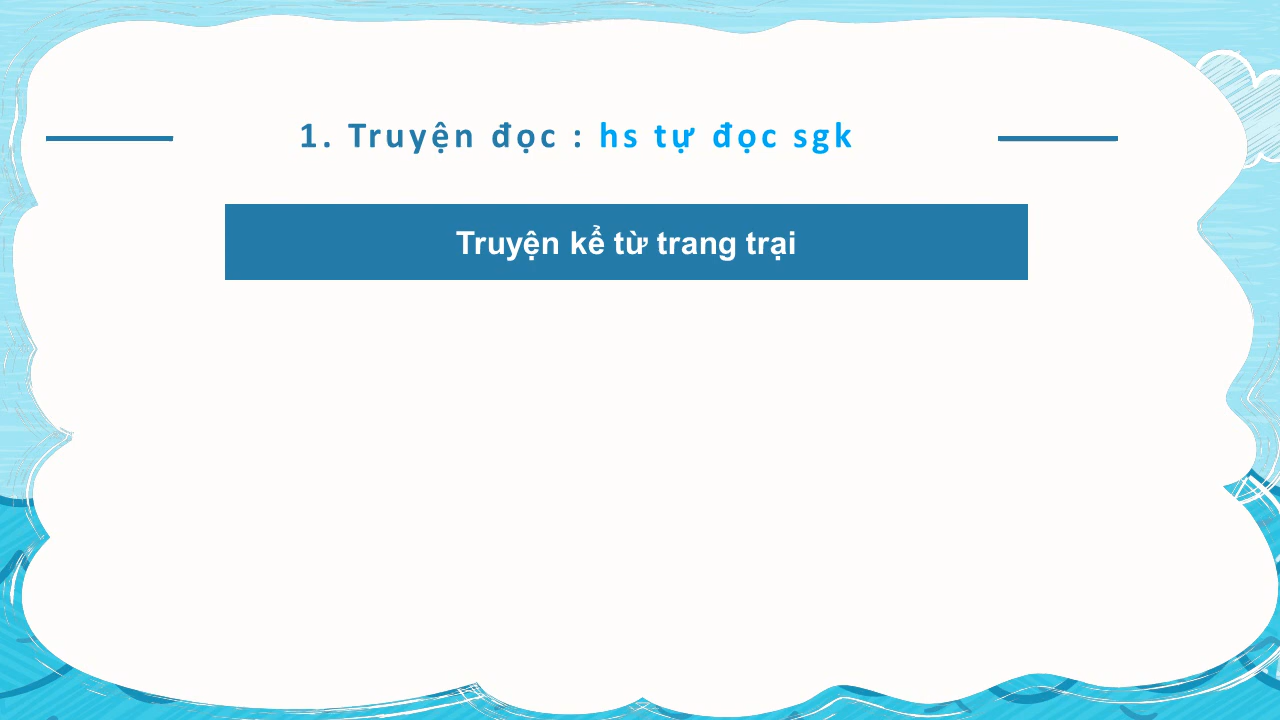 1. Truyện đọc : hs tự đọc sgk
Truyện kể từ trang trại